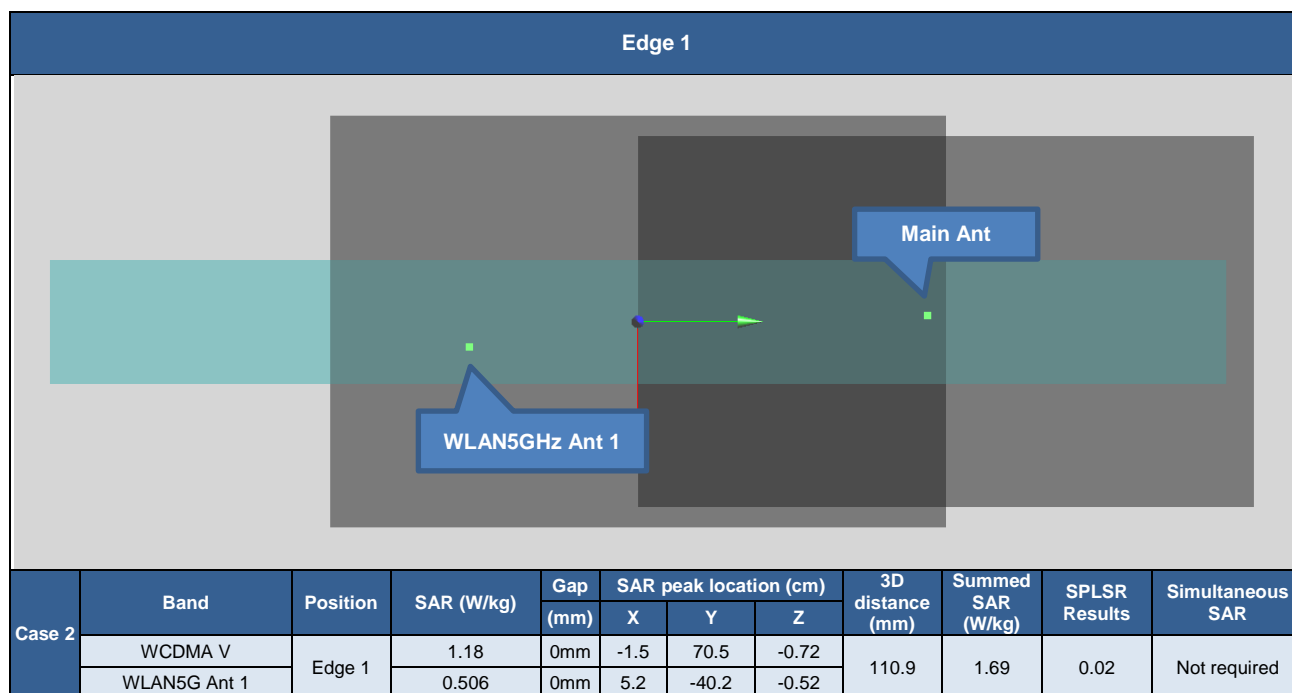 Edge 1
Main Ant
WLAN5GHz Ant 1
Case 2 Band Position SAR (W/kg) Gap (mm) SAR peak location (cm) X Y Z 3D distance (mm) Summed SAR (W/kg) SPLSR Results Simultaneous SAR
WCDMA V Edge 1 1.18 0mm -1.5 70.5 -0.72 110.9 1.69 0.02 Not required
WLAN5G Ant 1 0.506 0mm 5.2 -40.2 -0.52